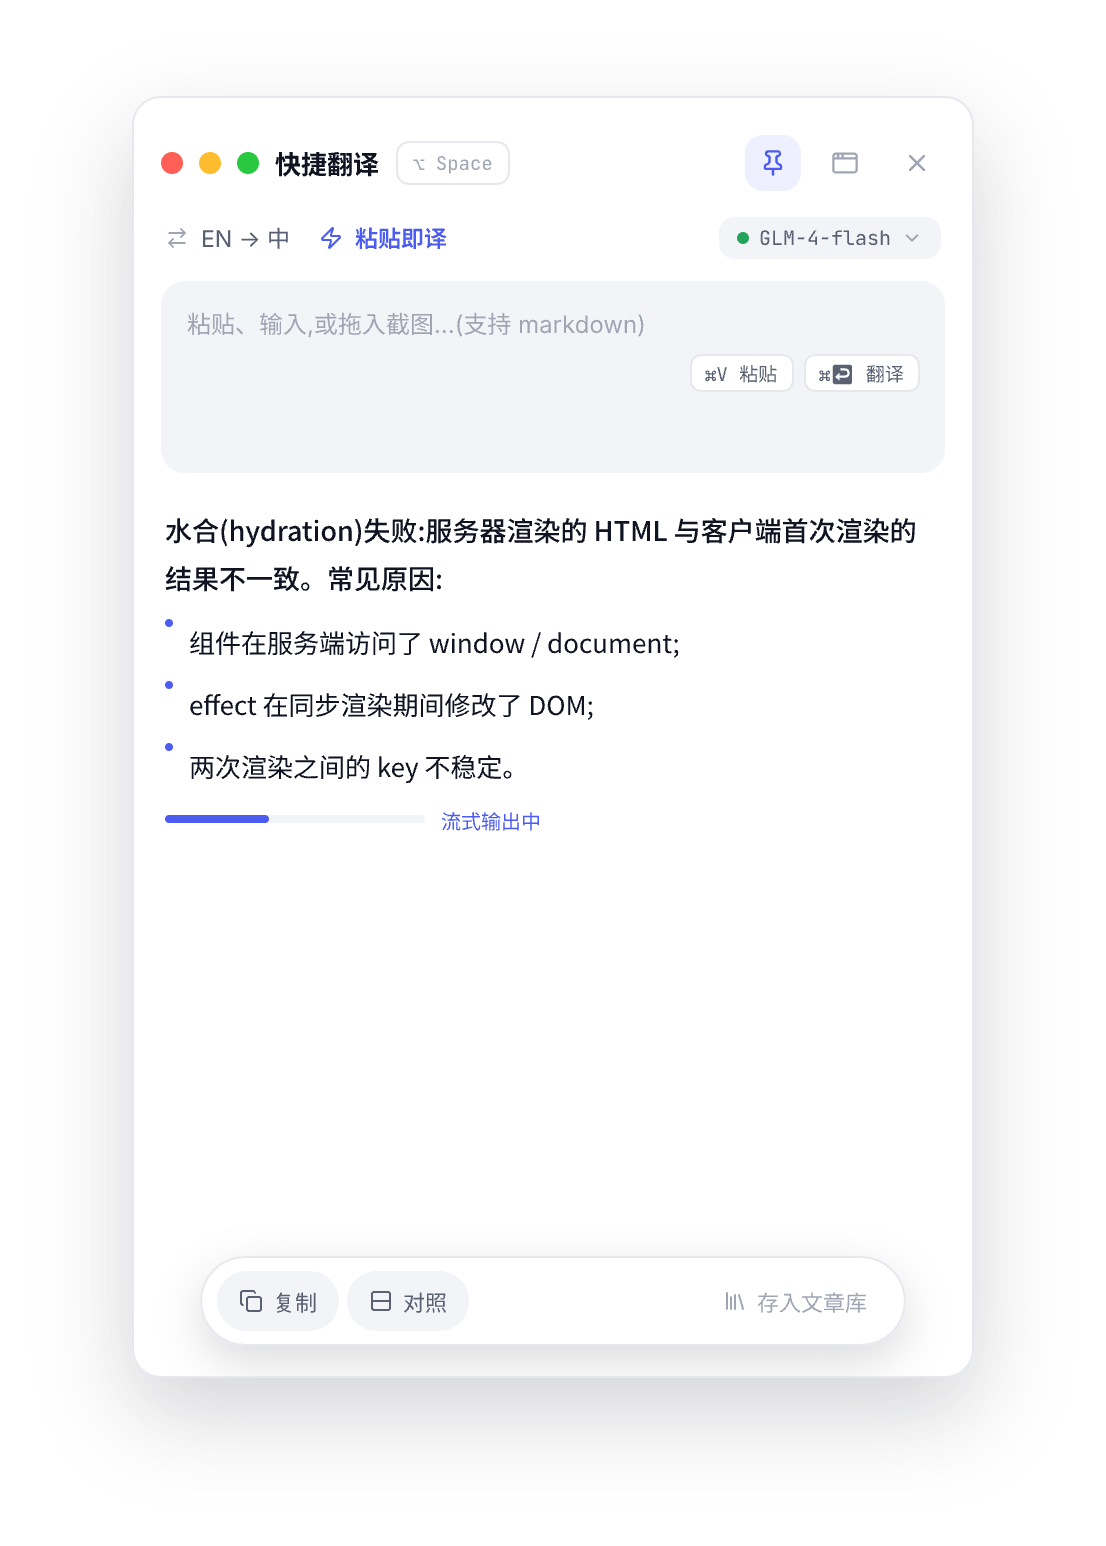 快捷翻译 ⌥ Space
EN → 中 粘贴即译 GLM-4-flash
粘贴、输入,或拖入截图...(支持 markdown)
⌘V 粘贴 ⌘↩ 翻译
水合(hydration)失败:服务器渲染的 HTML 与客户端首次渲染的
结果不一致。常见原因:
组件在服务端访问了 window / document;
effect 在同步渲染期间修改了 DOM;
两次渲染之间的 key 不稳定。
流式输出中
复制 对照 存入文章库